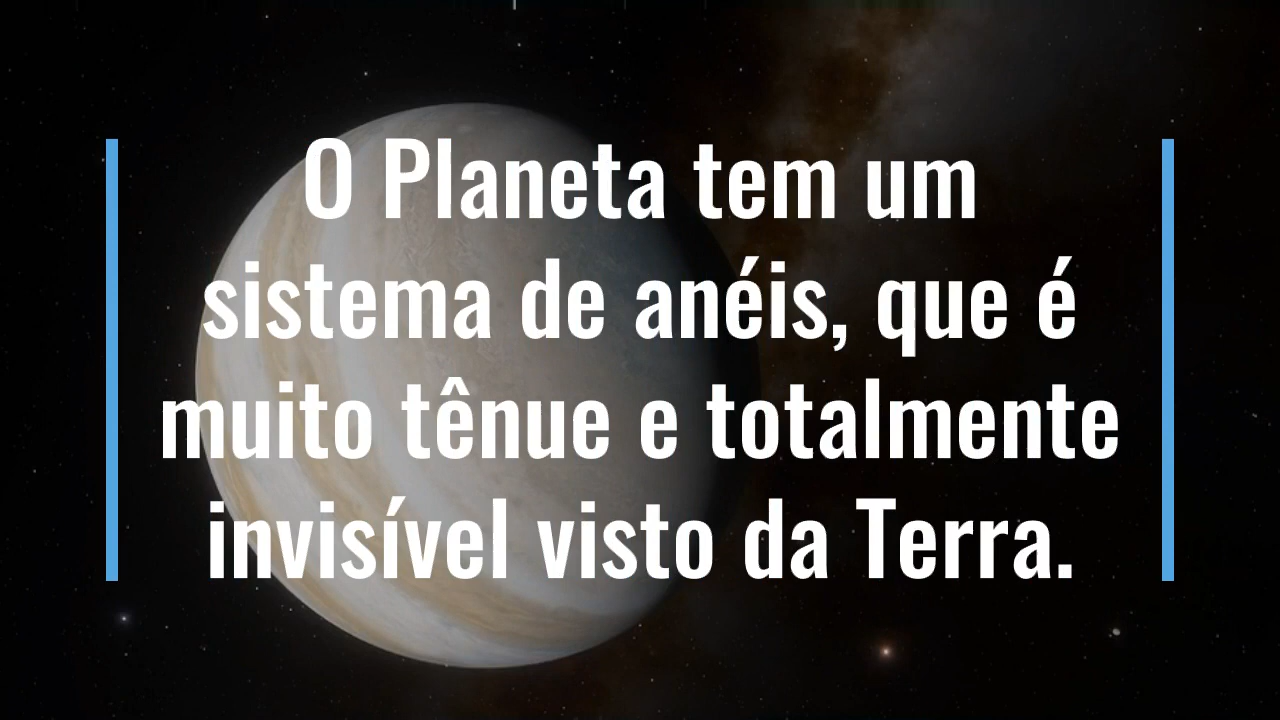 O Planeta tem um
sistema de anéis, que é
muito tênue e totalmente
invisível visto da Terra.